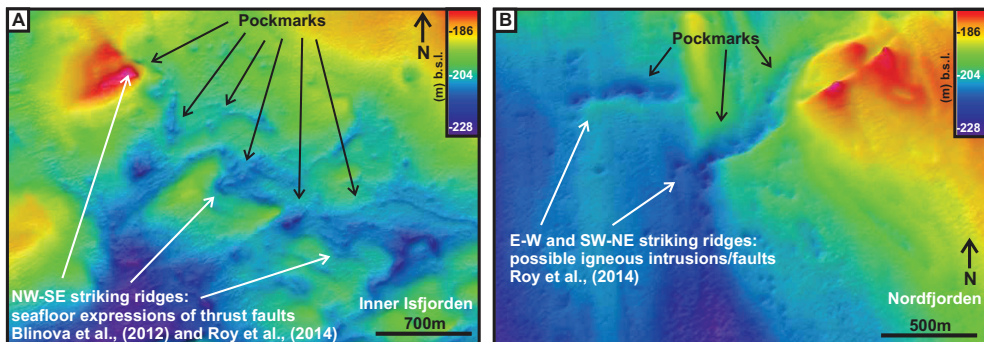 A
Pockmarks
N
-186
-204
-228
(m) b.s.l.
NW-SE striking ridges:
seafloor expressions of thrust faults
Blinova et al., (2012) and Roy et al., (2014)
Inner Isfjorden
700m
B
Pockmarks
-186
-204
-228
(m) b.s.l.
E-W and SW-NE striking ridges:
possible igneous intrusions/faults
Roy et al., (2014)
N
Nordfjorden
500m